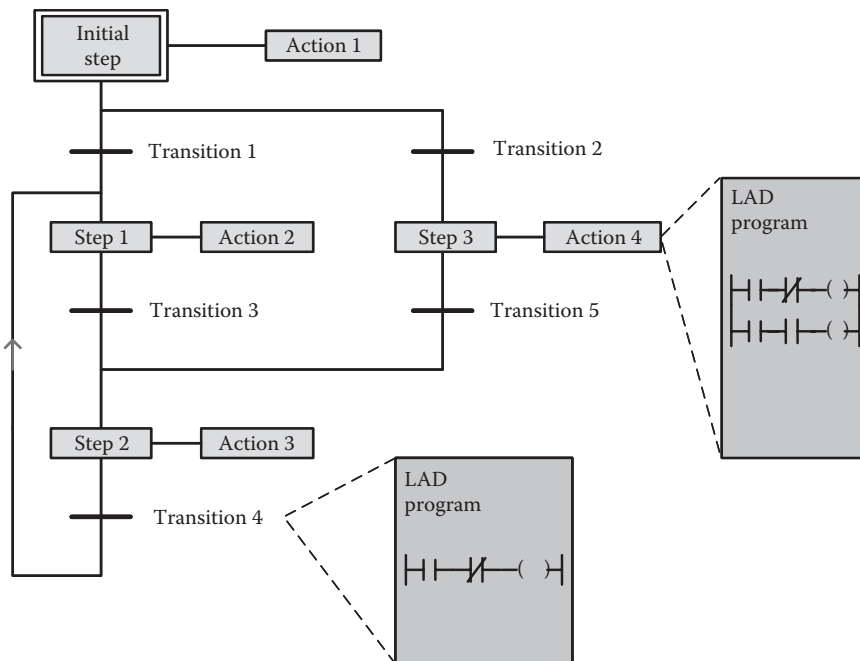 Initial
step
Action 1
Transition 1
Transition 2
Step 1
Action 2
Step 3
Action 4
LAD
program
Transition 3
Transition 5
Step 2
Action 3
Transition 4
LAD
program